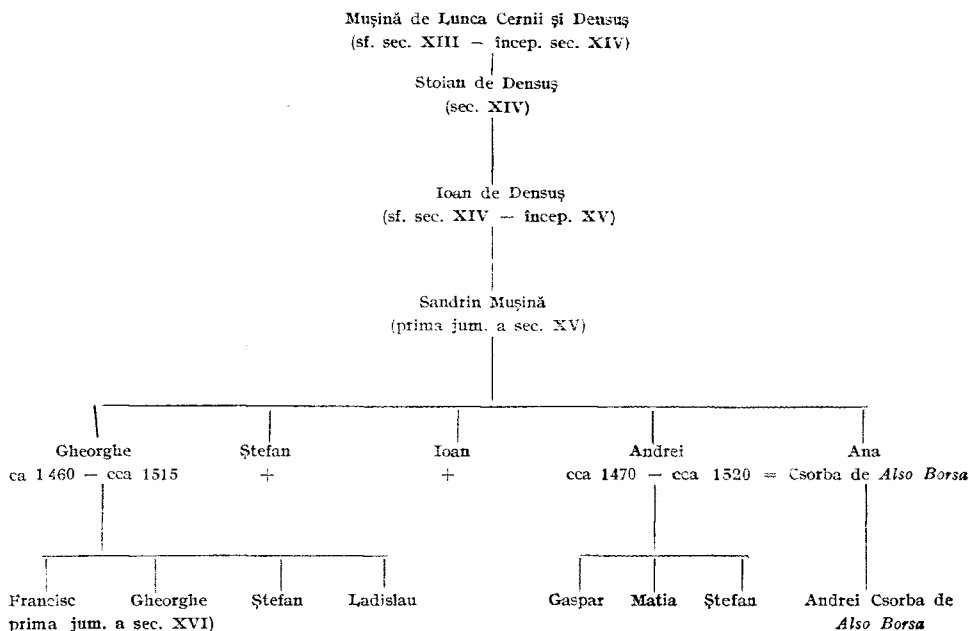 Mușină de Lunca Cernii și Densuș
(sf. sec. XIII — încep. sec. XIV)
Stoian de Densuș
(sec. XIV)
Ioan de Densuș
(sf. sec. XIV — încep. XV)
Sandrin Mușină
(prima jum. a sec. XV)
Gheorghe Ștefan Ioan Andrei Ana
ca 1460 — cca 1515 + + cca 1470 — cca 1520 = Csorba de Also Borsa
Francisc Gheorghe Ștefan Ladislau Gaspar Matia Ștefan Andrei Csorba de
prima jum. a sec. XVI) Also Borsa